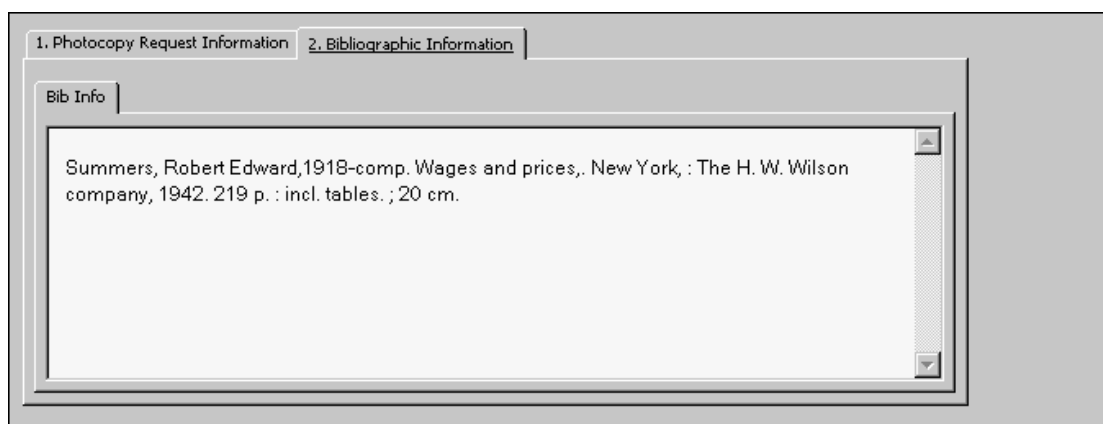 1. Photocopy Request Information
2. Bibliographic Information
Bib Info
Summers, Robert Edward,1918-comp. Wages and prices,. New York, : The H. W. Wilson
company, 1942. 219 p. : incl. tables. ; 20 cm.